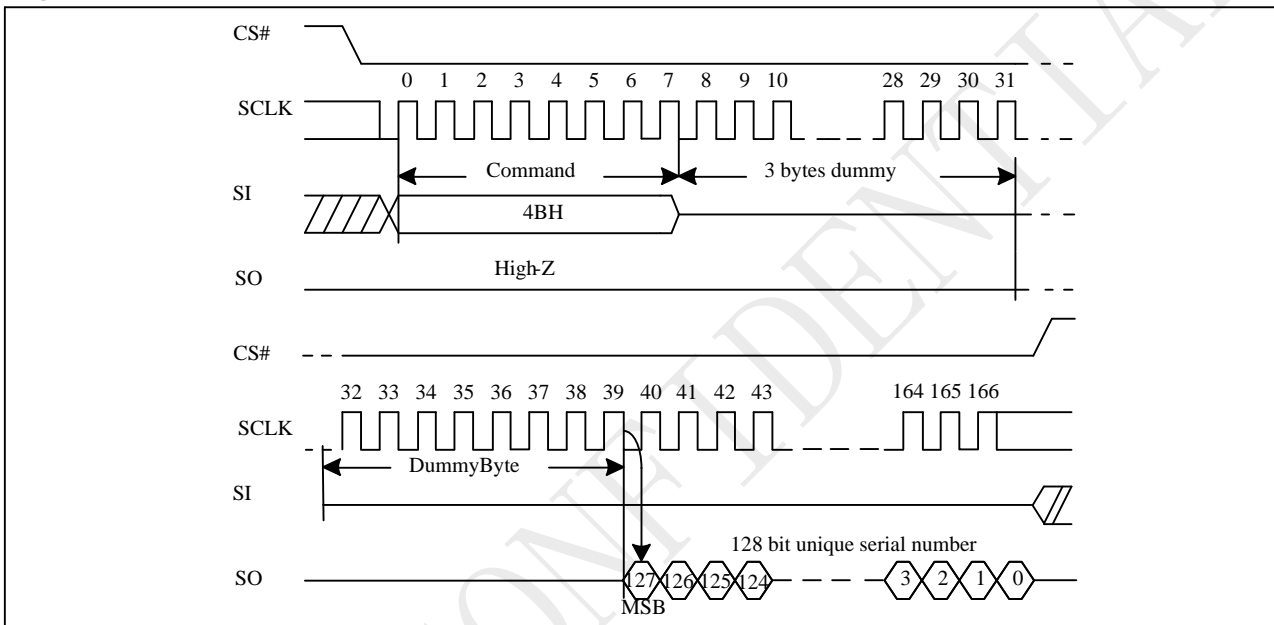 CS#
0 1 2 3 4 5 6 7 8 9 10 28 29 30 31
SCLK
Command 3 bytes dummy
SI
4BH
High-Z
SO
CS#
32 33 34 35 36 37 38 39 40 41 42 43 164 165 166
SCLK
DummyByte
SI
128 bit unique serial number
SO 127 126 125 124 3 2 1 0
MSB